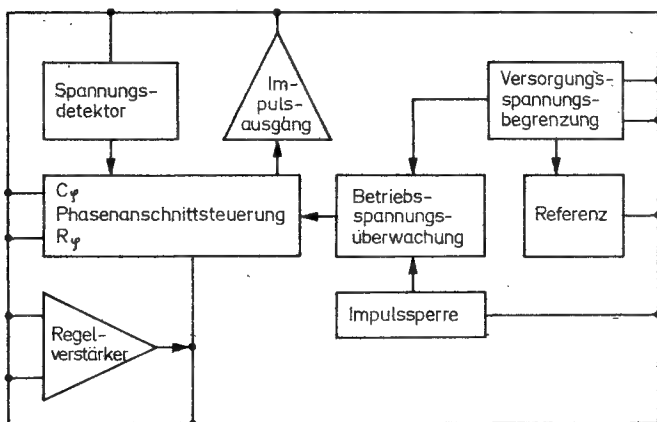 Spannungs-
detektor
Im-
puls-
ausgang
Versorgungs-
spannungs-
begrenzung
Cφ
Phasenanschnittsteuerung
Rφ
Betriebs-
spannungs-
überwachung
Referenz
Impulssperre
Regel-
verstärker